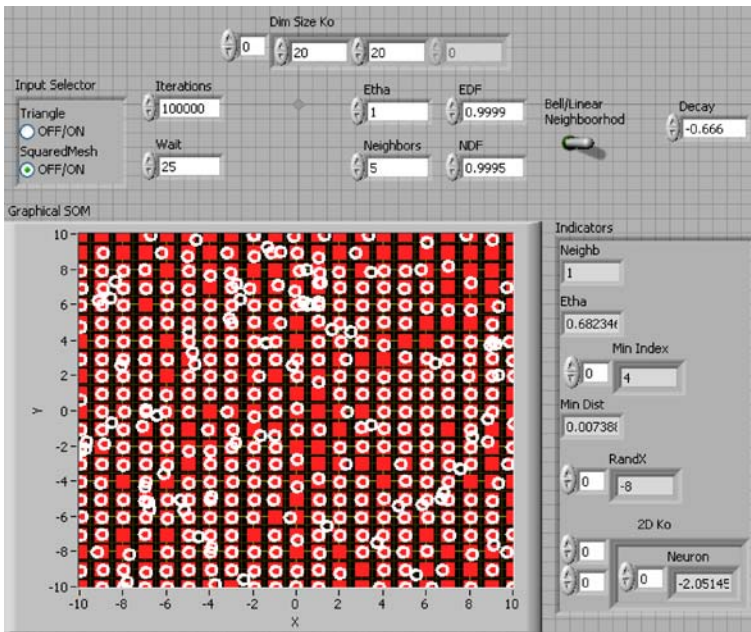 Dim Size Ko
0 20 20 0
Input Selector
Triangle
OFF/ON
SquaredMesh
OFF/ON
Iterations
100000
Wait
25
Etha
1
EDF
0.9999
Neighbors
5
NDF
0.9995
Bell/Linear
Neighboorhod
Decay
-0.666
Graphical SOM
10
8
6
4
2
0
-2
-4
-6
-8
-10
Y
-10 -8 -6 -4 -2 0 2 4 6 8 10
X
Indicators
Neighb
1
Etha
0.68234
Min Index
0 4
Min Dist
0.00738
RandX
0 -8
2D Ko
0
0
Neuron
0 -2.05145